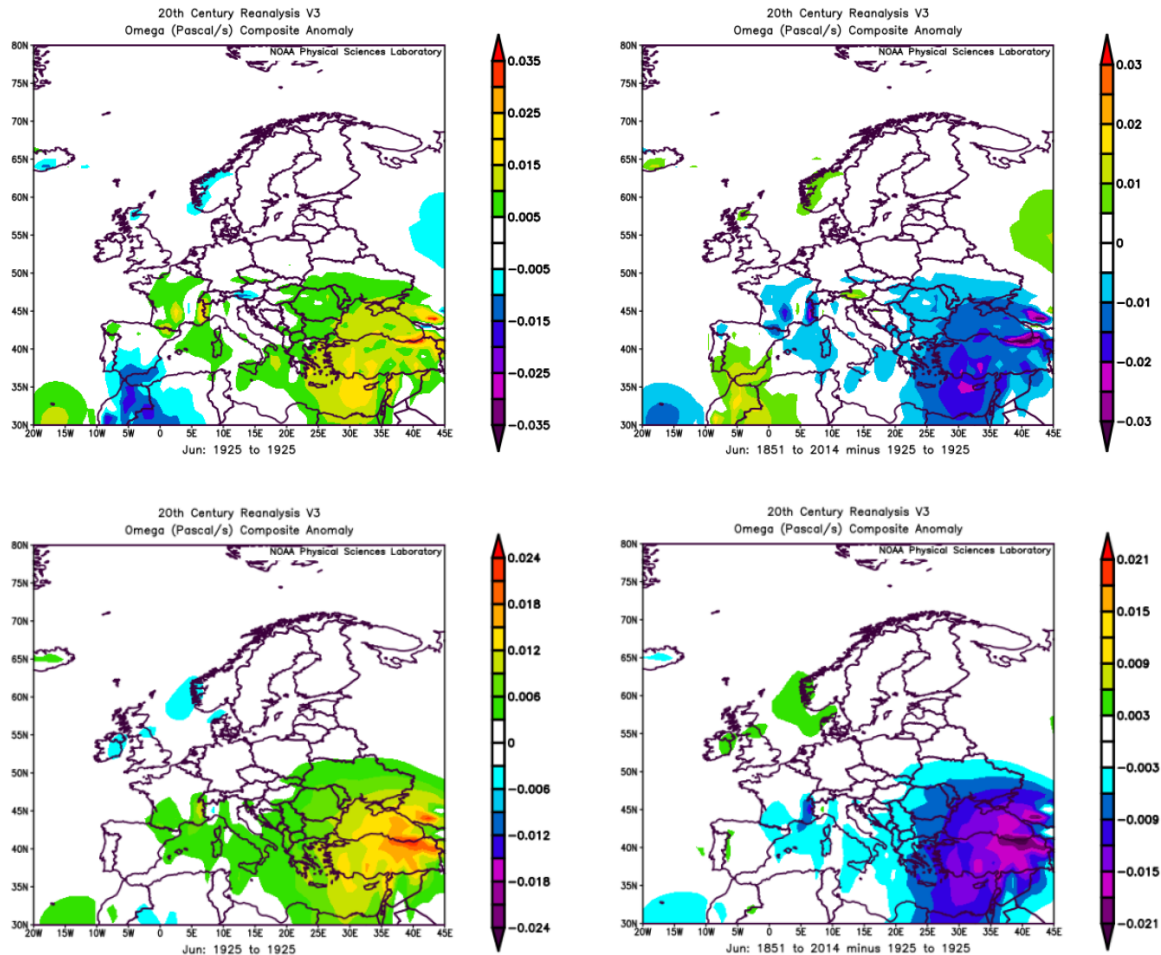 20th Century Reanalysis V3
Omega (Pascal/s) Composite Anomaly
NOAA Physical Sciences Laboratory
80N
75N
70N
65N
60N
55N
50N
45N
40N
35N
30N
20W 15W 10W 5W 0 5E 10E 15E 20E 25E 30E 35E 40E 45E
Jun: 1925 to 1925
0.035
0.025
0.015
0.005
-0.005
-0.015
-0.025
-0.035
20th Century Reanalysis V3
Omega (Pascal/s) Composite Anomaly
NOAA Physical Sciences Laboratory
80N
75N
70N
65N
60N
55N
50N
45N
40N
35N
30N
20W 15W 10W 5W 0 5E 10E 15E 20E 25E 30E 35E 40E 45E
Jun: 1851 to 2014 minus 1925 to 1925
0.03
0.02
0.01
0
-0.01
-0.02
-0.03
20th Century Reanalysis V3
Omega (Pascal/s) Composite Anomaly
NOAA Physical Sciences Laboratory
80N
75N
70N
65N
60N
55N
50N
45N
40N
35N
30N
20W 15W 10W 5W 0 5E 10E 15E 20E 25E 30E 35E 40E 45E
Jun: 1925 to 1925
0.024
0.018
0.012
0.006
0
-0.006
-0.012
-0.018
-0.024
20th Century Reanalysis V3
Omega (Pascal/s) Composite Anomaly
NOAA Physical Sciences Laboratory
80N
75N
70N
65N
60N
55N
50N
45N
40N
35N
30N
20W 15W 10W 5W 0 5E 10E 15E 20E 25E 30E 35E 40E 45E
Jun: 1851 to 2014 minus 1925 to 1925
0.021
0.015
0.009
0.003
-0.003
-0.009
-0.015
-0.021